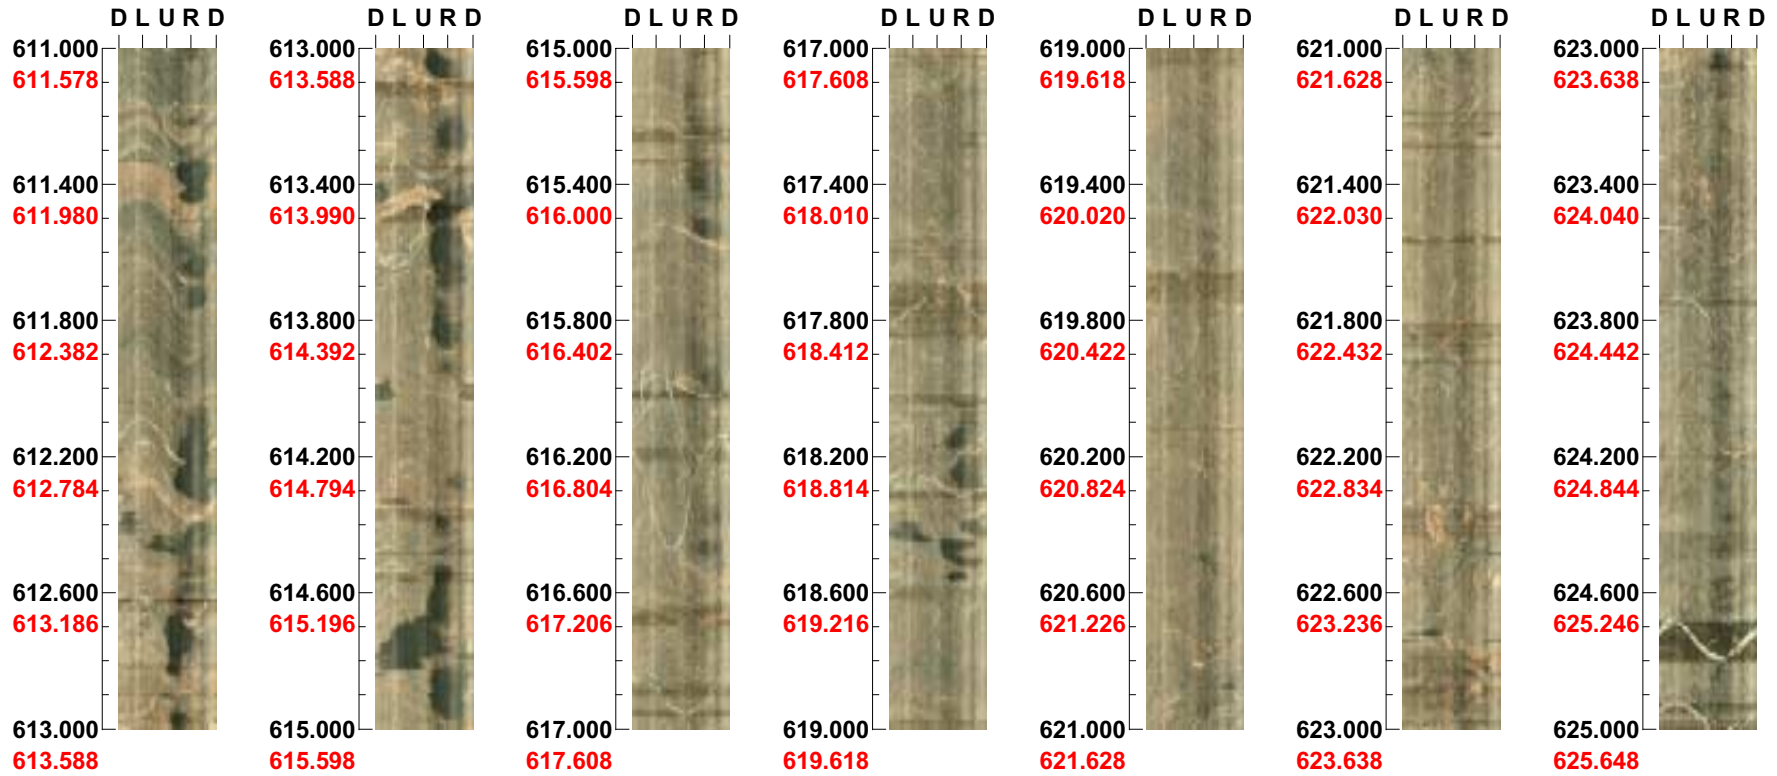 D L U R D D L U R D D L U R D D L U R D D L U R D D L U R D D L U R D
611.000 613.000 615.000 617.000 619.000 621.000 623.000
611.578 613.588 615.598 617.608 619.618 621.628 623.638
611.400 613.400 615.400 617.400 619.400 621.400 623.400
611.980 613.990 616.000 618.010 620.020 622.030 624.040
611.800 613.800 615.800 617.800 619.800 621.800 623.800
612.382 614.392 616.402 618.412 620.422 622.432 624.442
612.200 614.200 616.200 618.200 620.200 622.200 624.200
612.784 614.794 616.804 618.814 620.824 622.834 624.844
612.600 614.600 616.600 618.600 620.600 622.600 624.600
613.186 615.196 617.206 619.216 621.226 623.236 625.246
613.000 615.000 617.000 619.000 621.000 623.000 625.000
613.588 615.598 617.608 619.618 621.628 623.638 625.648